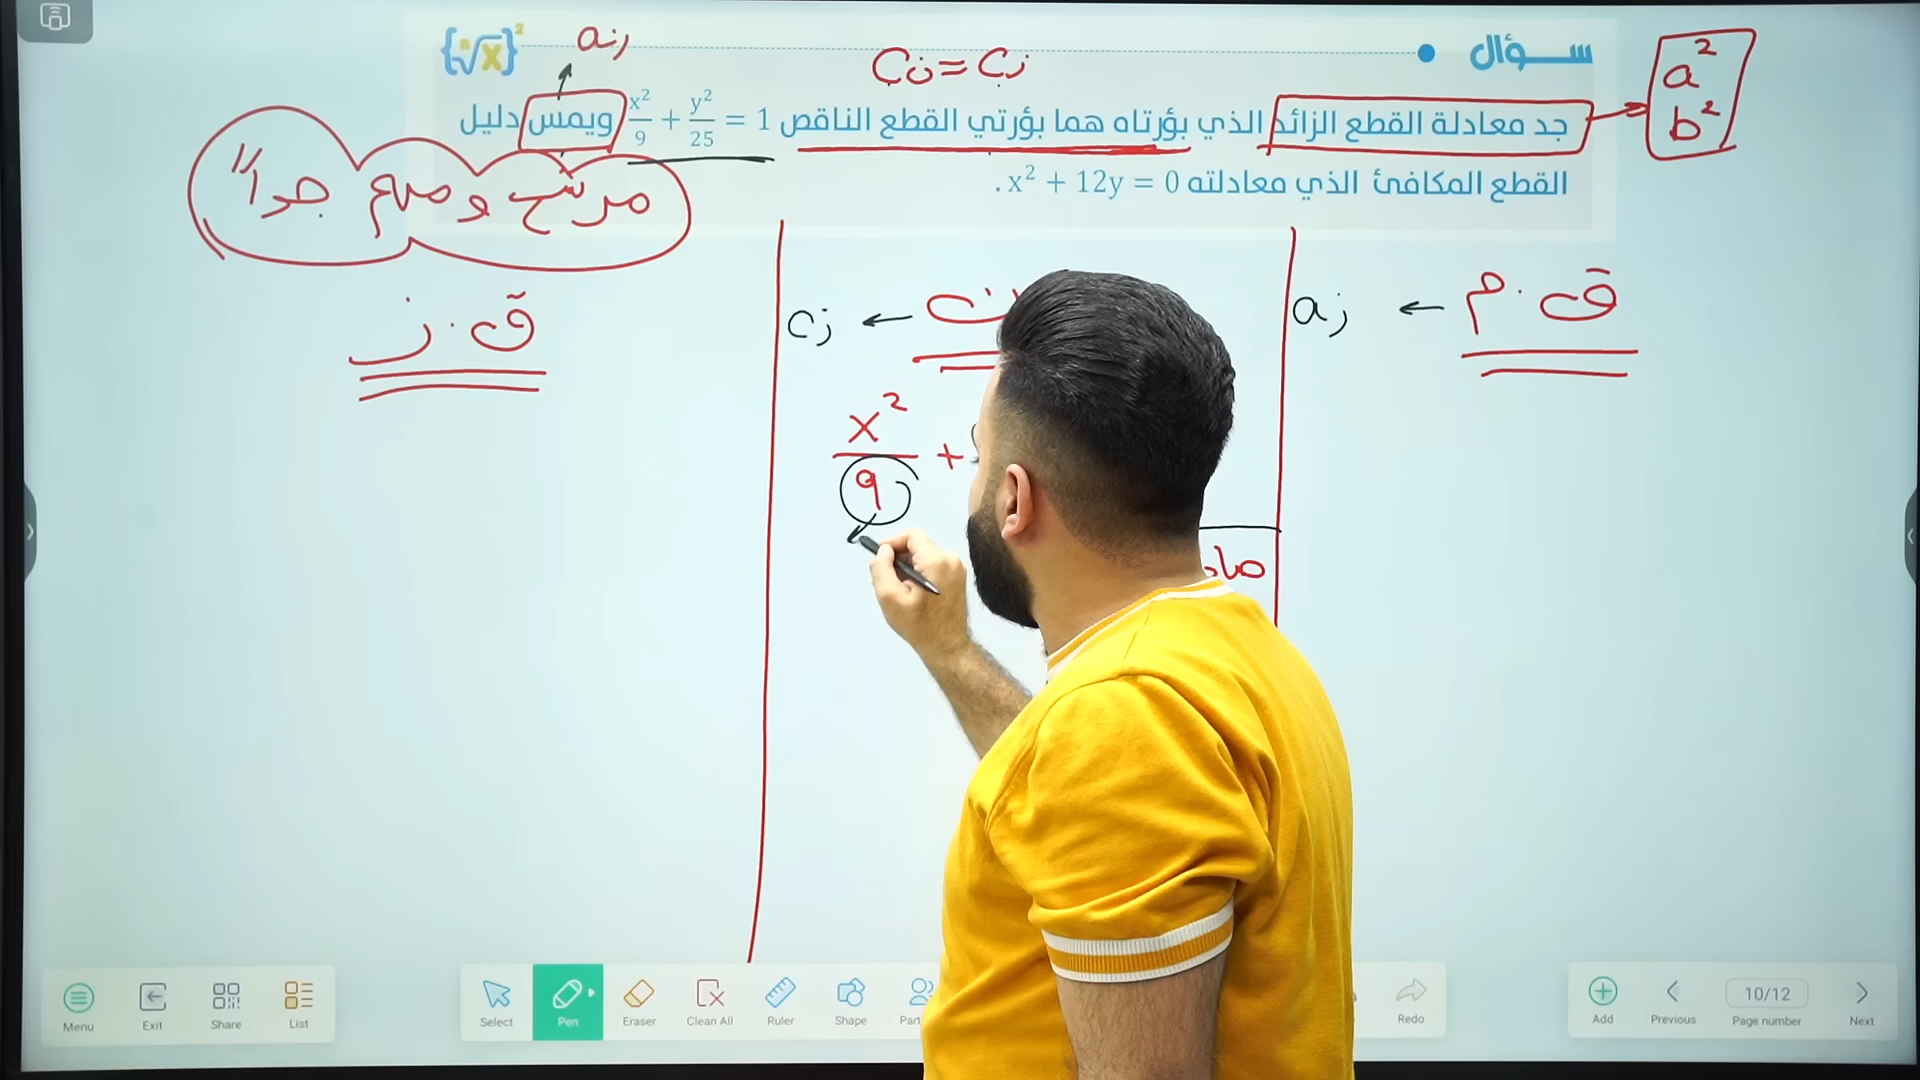 سؤال
{ⁿ√x}²
a ز
C ن = C ز
a²
b²
جد معادلة القطع الزائد الذي بؤرتاه هما بؤرتي القطع الناقص x²/9 + y²/25 = 1 ويمس دليل
القطع المكافئ الذي معادلته x² + 12y = 0 .
مرشح ومهم جداً
ق. م ← a ز
← C ز
ق. ز
x²/9 +
Menu
Exit
Share
List
Select
Pen
Eraser
Clean All
Ruler
Shape
Redo
Add
Previous
10/12
Page number
Next